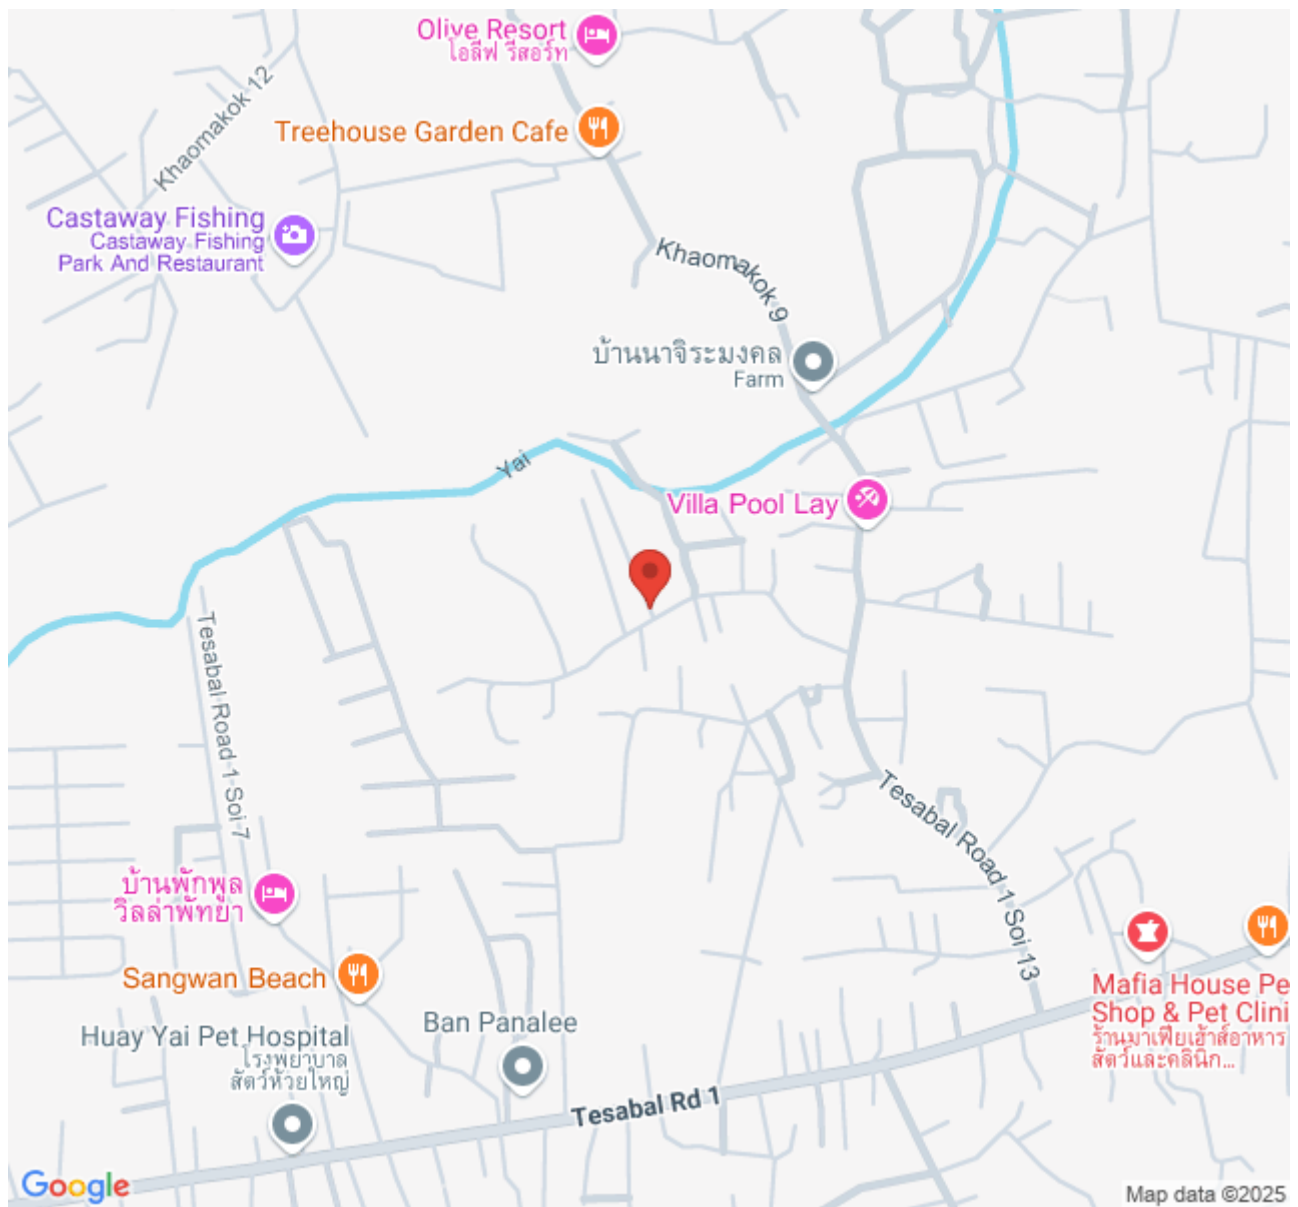 Olive Resort
โอลีฟ รีสอร์ท
Khaomakok 12
Treehouse Garden Cafe
Castaway Fishing
Castaway Fishing
Park And Restaurant
Khaomakok 9
บ้านนาจิระมงคล
Farm
Yai
Villa Pool Lay
Tesabal Road 1 Soi 7
Tesabal Road 1 Soi 13
บ้านพักพูล
วิลล่าพัทยา
Sangwan Beach
Mafia House Pe
Shop & Pet Clini
ร้านมาเฟียเฮ้าส์อาหาร
สัตว์และคลินิก...
Huay Yai Pet Hospital
โรงพยาบาล
สัตว์ห้วยใหญ่
Ban Panalee
Tesabal Rd 1
Google
Map data ©2025